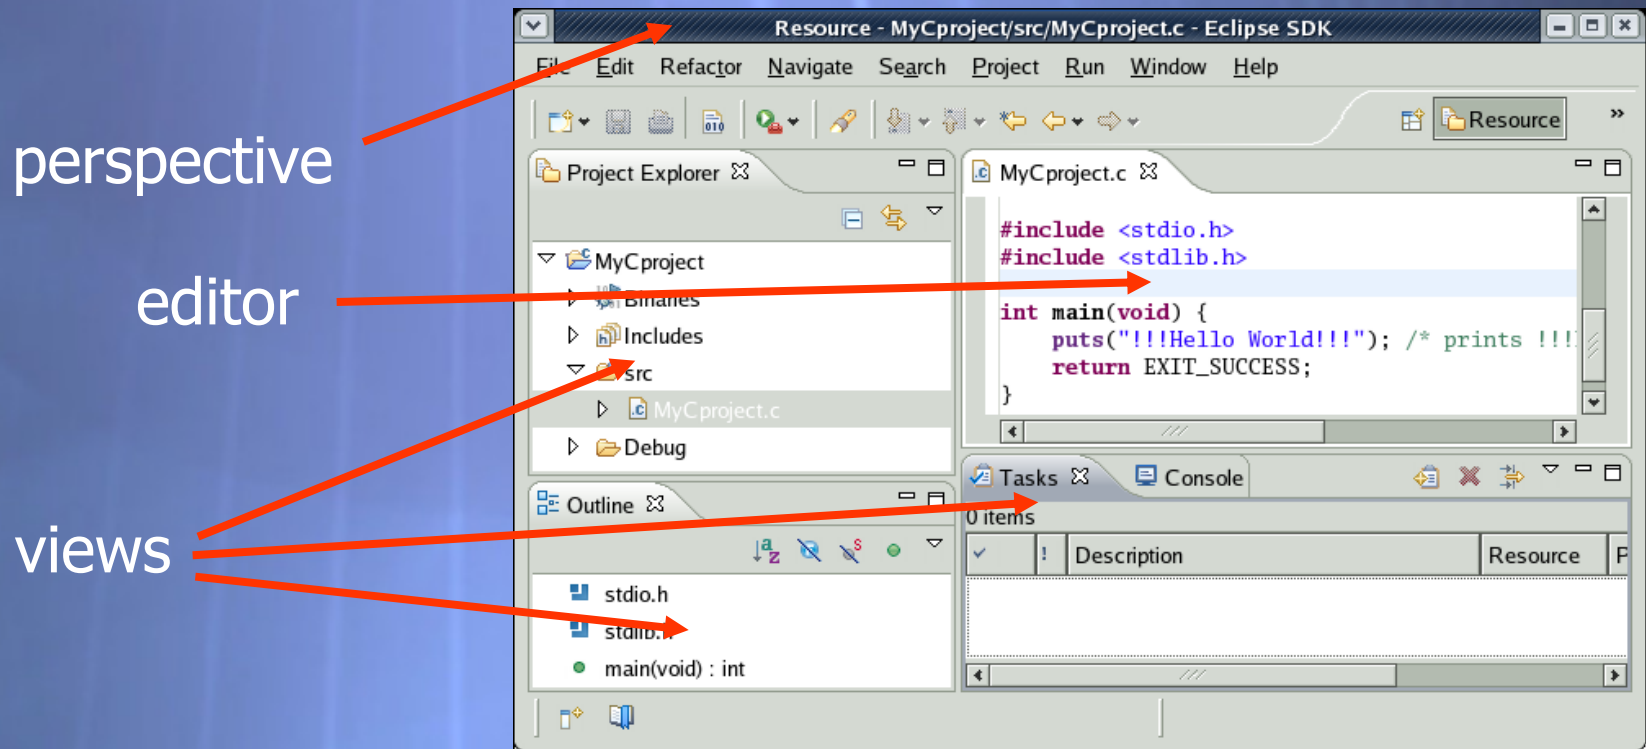 perspective
editor
views
Resource - MyCproject/src/MyCproject.c - Eclipse SDK
File Edit Refactor Navigate Search Project Run Window Help
010
Resource
»
Project Explorer
MyCproject
Binaries
Includes
src
MyCproject.c
Debug
Outline
stdio.h
stdlib.h
main(void) : int
MyCproject.c
#include <stdio.h>
#include <stdlib.h>
int main(void) {
puts("!!!Hello World!!!"); /* prints !!!
return EXIT_SUCCESS;
}
Tasks Console
0 items
! Description Resource P